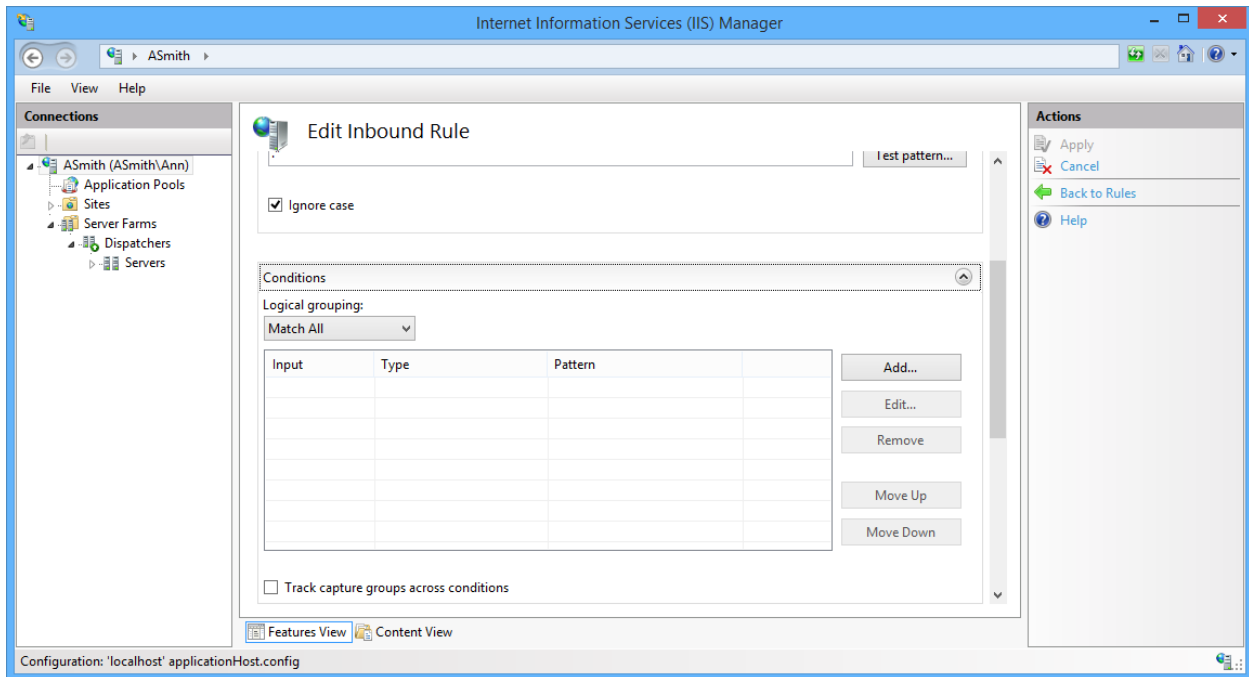 Internet Information Services (IIS) Manager
ASmith
File View Help
Connections
ASmith (ASmith\Ann)
Application Pools
Sites
Server Farms
Dispatchers
Servers
Edit Inbound Rule
Test pattern...
Ignore case
Conditions
Logical grouping:
Match All
Input Type Pattern
Add...
Edit...
Remove
Move Up
Move Down
Track capture groups across conditions
Features View Content View
Actions
Apply
Cancel
Back to Rules
Help
Configuration: 'localhost' applicationHost.config